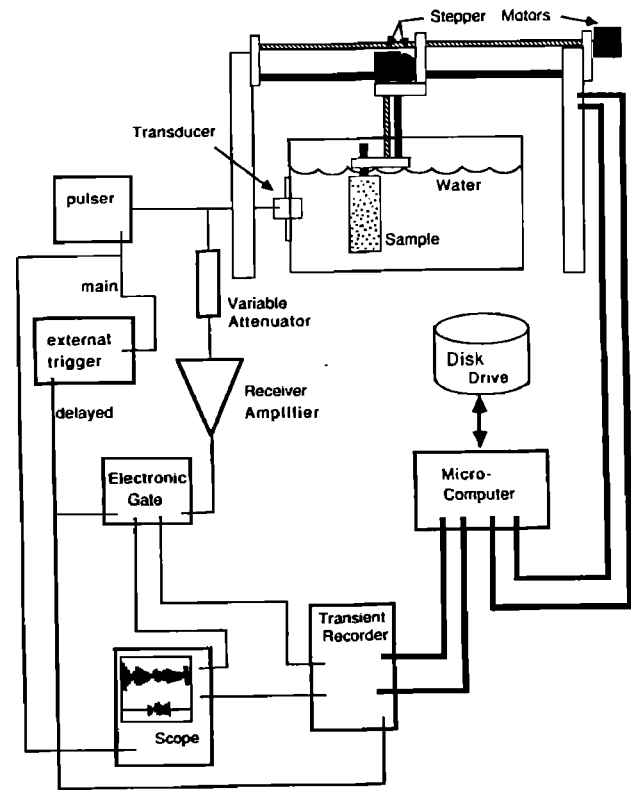 Stepper Motors
Transducer
pulser
Water
Sample
main
Variable
Attenuator
external
trigger
Disk
Drive
Receiver
Amplifier
delayed
Electronic
Gate
Micro-
Computer
Transient
Recorder
Scope